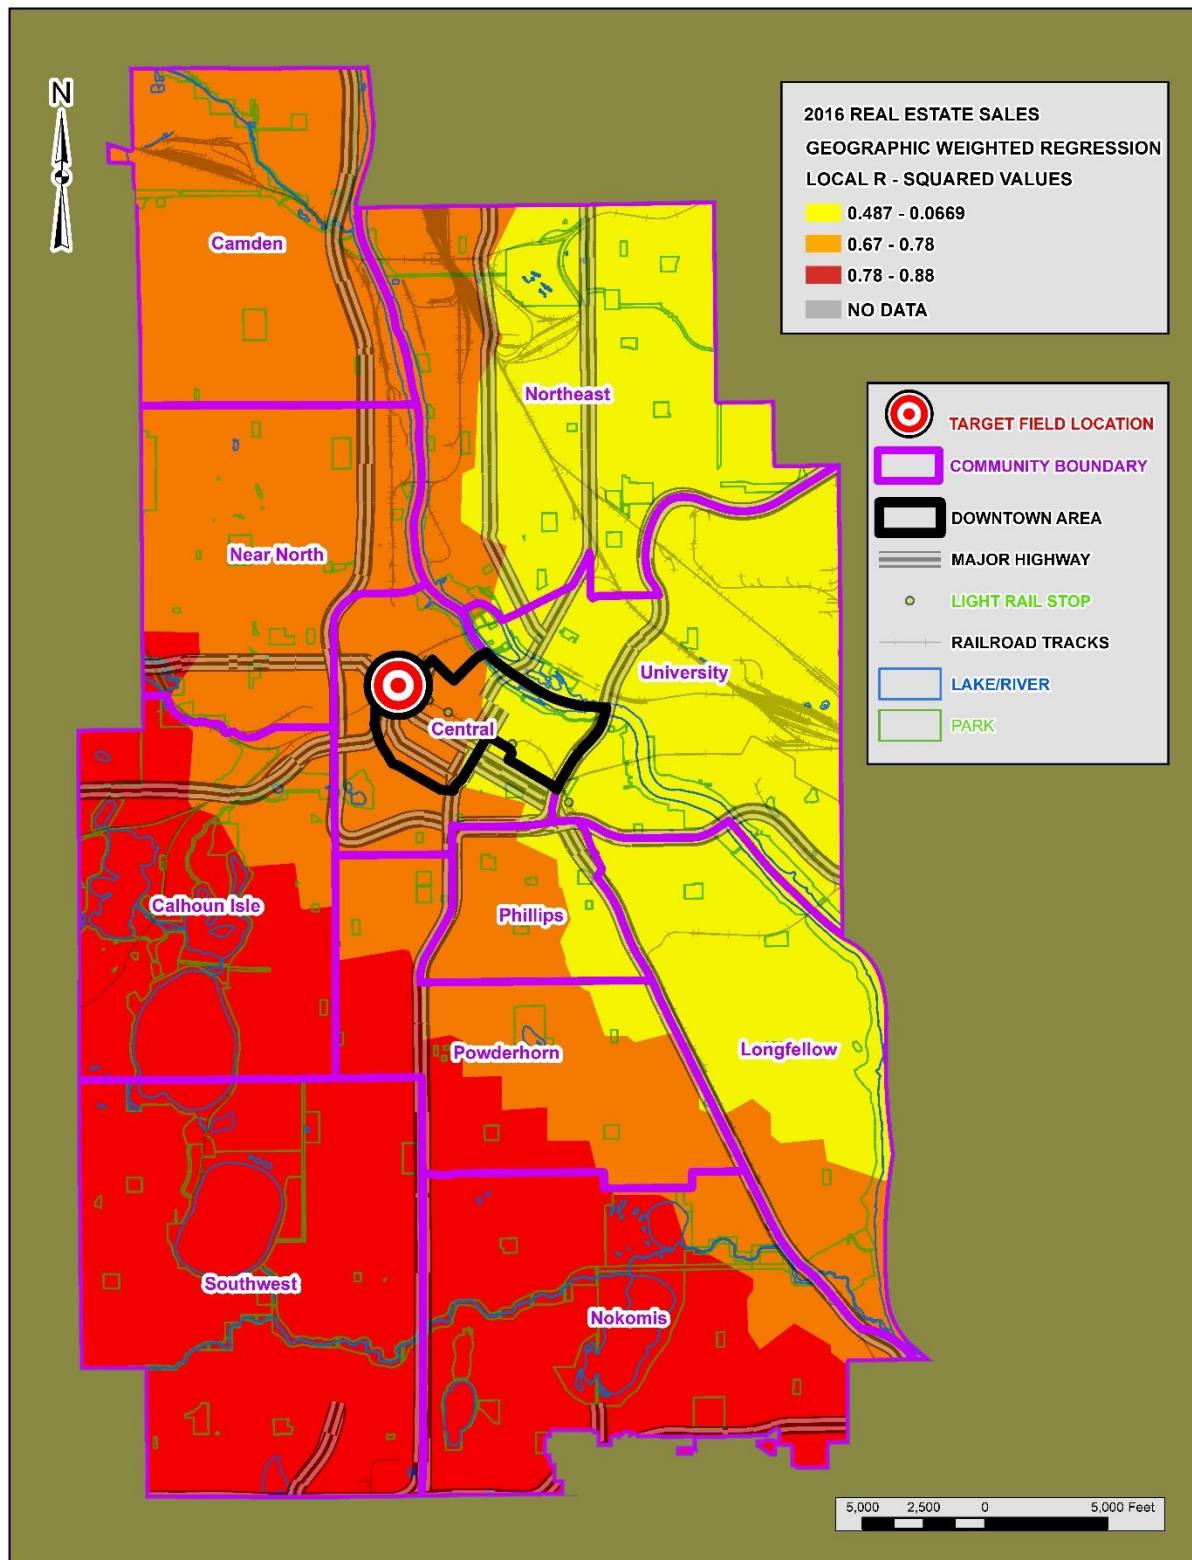 N
2016 REAL ESTATE SALES
GEOGRAPHIC WEIGHTED REGRESSION
LOCAL R - SQUARED VALUES
0.487 - 0.0669
0.67 - 0.78
0.78 - 0.88
NO DATA
TARGET FIELD LOCATION
COMMUNITY BOUNDARY
DOWNTOWN AREA
MAJOR HIGHWAY
LIGHT RAIL STOP
RAILROAD TRACKS
LAKE/RIVER
PARK
Camden
Northeast
Near North
University
Central
Calhoun Isle
Phillips
Powderhorn
Longfellow
Southwest
Nokomis
5,000 2,500 0 5,000 Feet